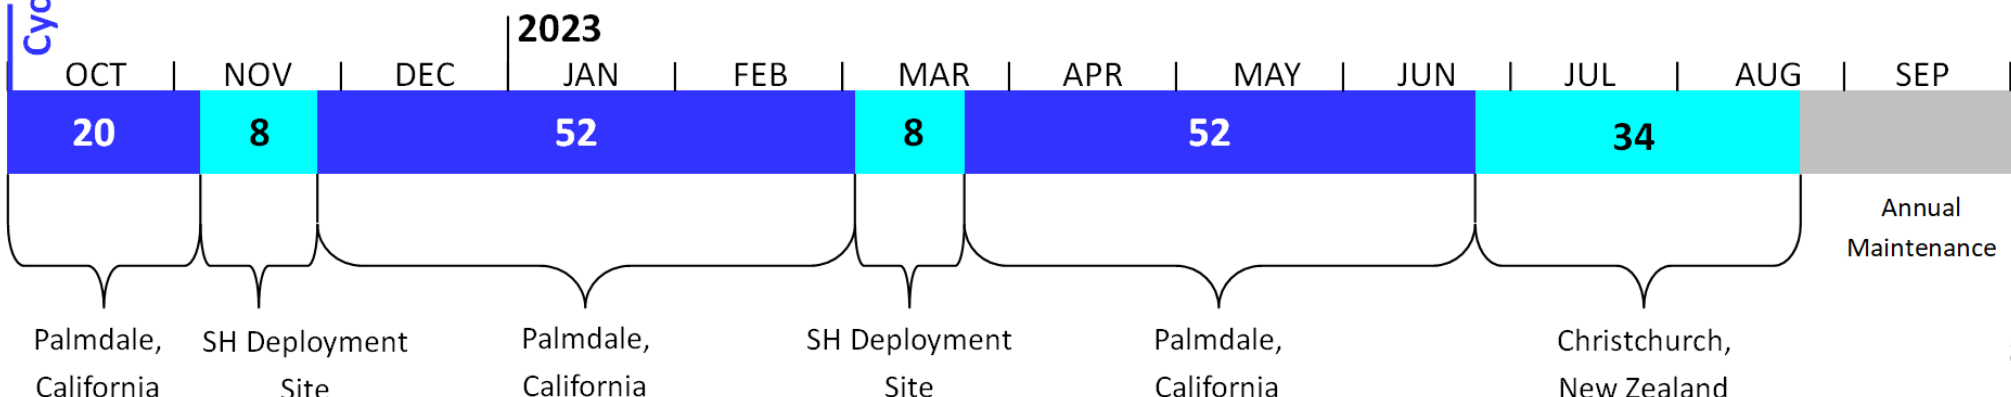 2023
OCT | NOV | DEC | JAN | FEB | MAR | APR | MAY | JUN | JUL | AUG | SEP
20 8 52 8 52 34
Annual
Maintenance
Palmdale, SH Deployment Palmdale, SH Deployment Palmdale, Christchurch,
California Site California Site California New Zealand